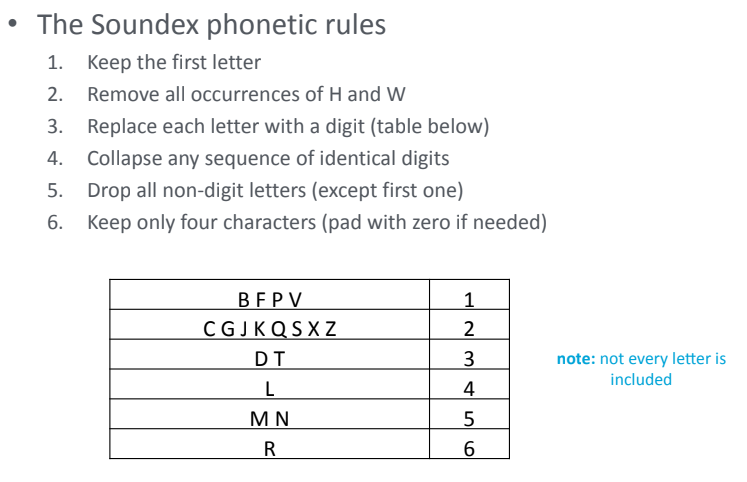 • The Soundex phonetic rules
1. Keep the first letter
2. Remove all occurrences of H and W
3. Replace each letter with a digit (table below)
4. Collapse any sequence of identical digits
5. Drop all non-digit letters (except first one)
6. Keep only four characters (pad with zero if needed)
B F P V 1
C G J K Q S X Z 2
D T 3
L 4
M N 5
R 6
note: not every letter is
included